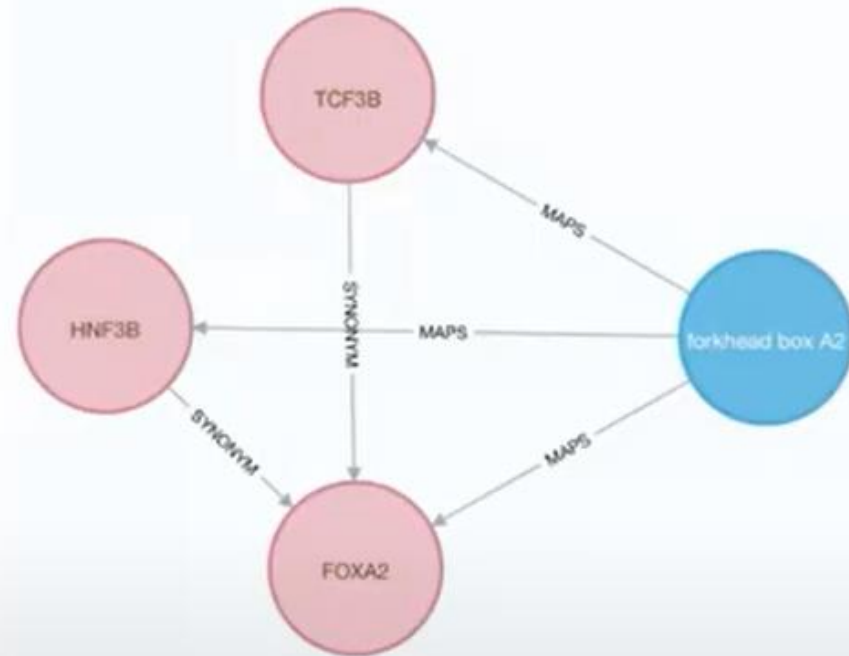 TCF3B
MAPS
SYNONYM
HNF3B
MAPS
forkhead box A2
SYNONYM
MAPS
FOXA2